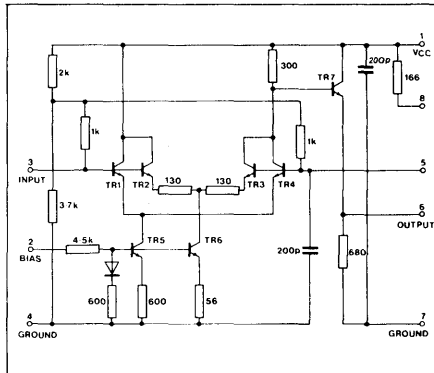 1
VCC
2k
300
TR7
200p
166
8
1k
1k
3
INPUT
TR1
TR2
130
130
TR3
TR4
5
3.7k
6
OUTPUT
2
BIAS
4·5k
TR5
TR6
200p
680
600
600
56
4
GROUND
7
GROUND